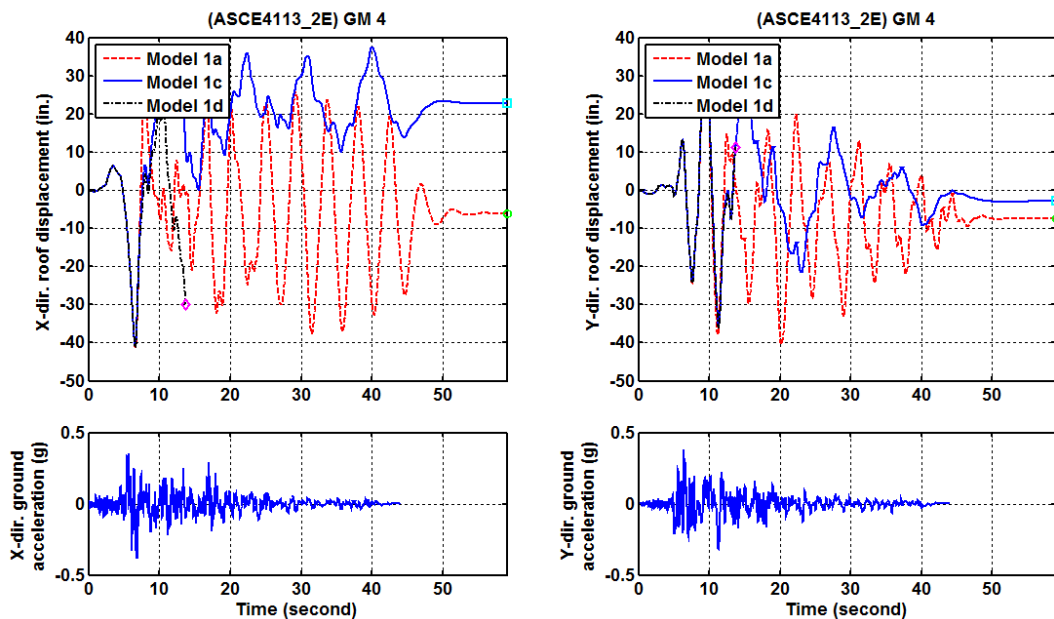 (ASCE4113_2E) GM 4
X-dir. roof displacement (in.)
40
30
20
10
0
-10
-20
-30
-40
-50
Model 1a
Model 1c
Model 1d
0 10 20 30 40 50
X-dir. ground
acceleration (g)
0.5
0
-0.5
0 10 20 30 40 50
Time (second)
(ASCE4113_2E) GM 4
Y-dir. roof displacement (in.)
40
30
20
10
0
-10
-20
-30
-40
-50
Model 1a
Model 1c
Model 1d
0 10 20 30 40 50
Y-dir. ground
acceleration (g)
0.5
0
-0.5
0 10 20 30 40 50
Time (second)